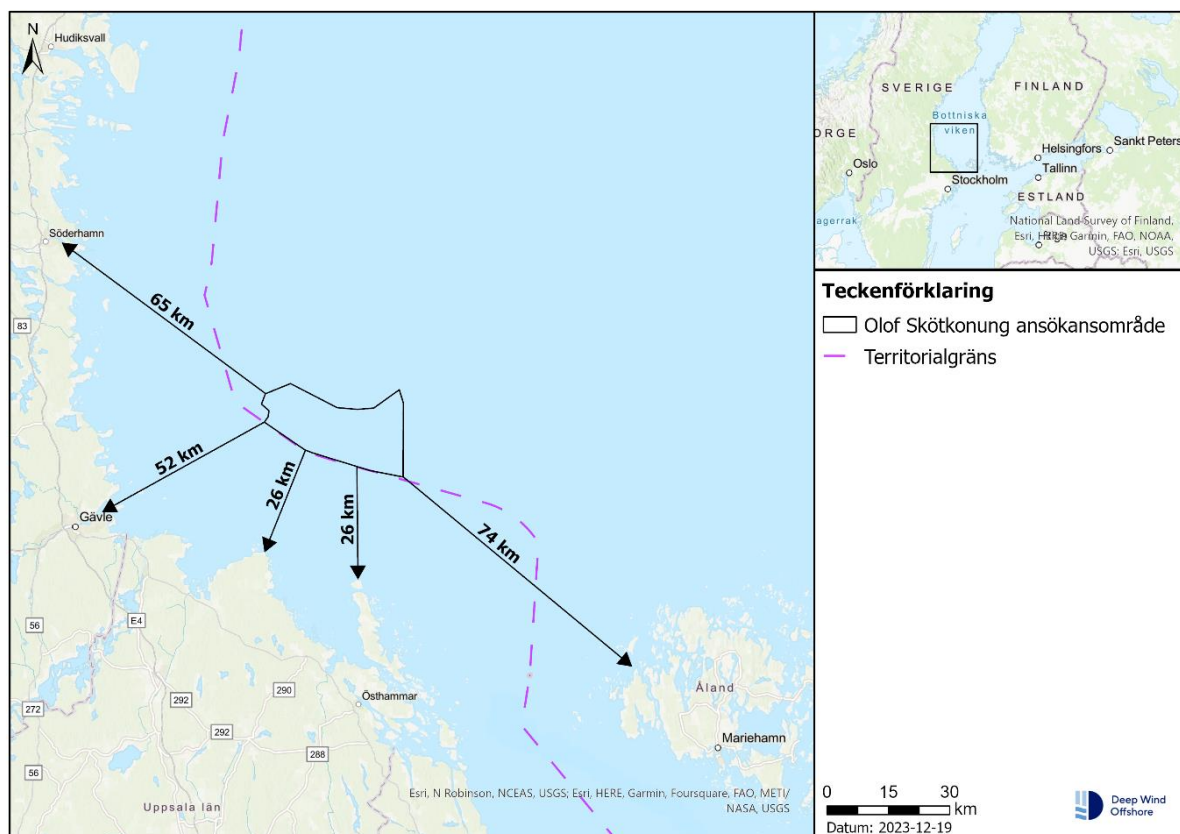 N
Hudiksvall
Söderhamn
83
65 km
52 km
26 km
26 km
74 km
Gävle
56
E4
272
292
290
292
288
56
Östhammar
Åland
Mariehamn
Uppsala län
Esri, N Robinson, NCEAS, USGS; Esri, HERE, Garmin, Foursquare, FAO, METI/
NASA, USGS
SVERIGE
FINLAND
Bottniska
viken
ORGE
Oslo
Helsingfors
Sankt Peters
Tallinn
Stockholm
ESTLAND
agerrak
National Land Survey of Finland,
Esri, Garmin, FAO, NOAA,
USGS; Esri, USGS
Teckenförklaring
Olof Skötkonung ansökansområde
Territorialgräns
0 15 30
km
Datum: 2023-12-19
Deep Wind
Offshore